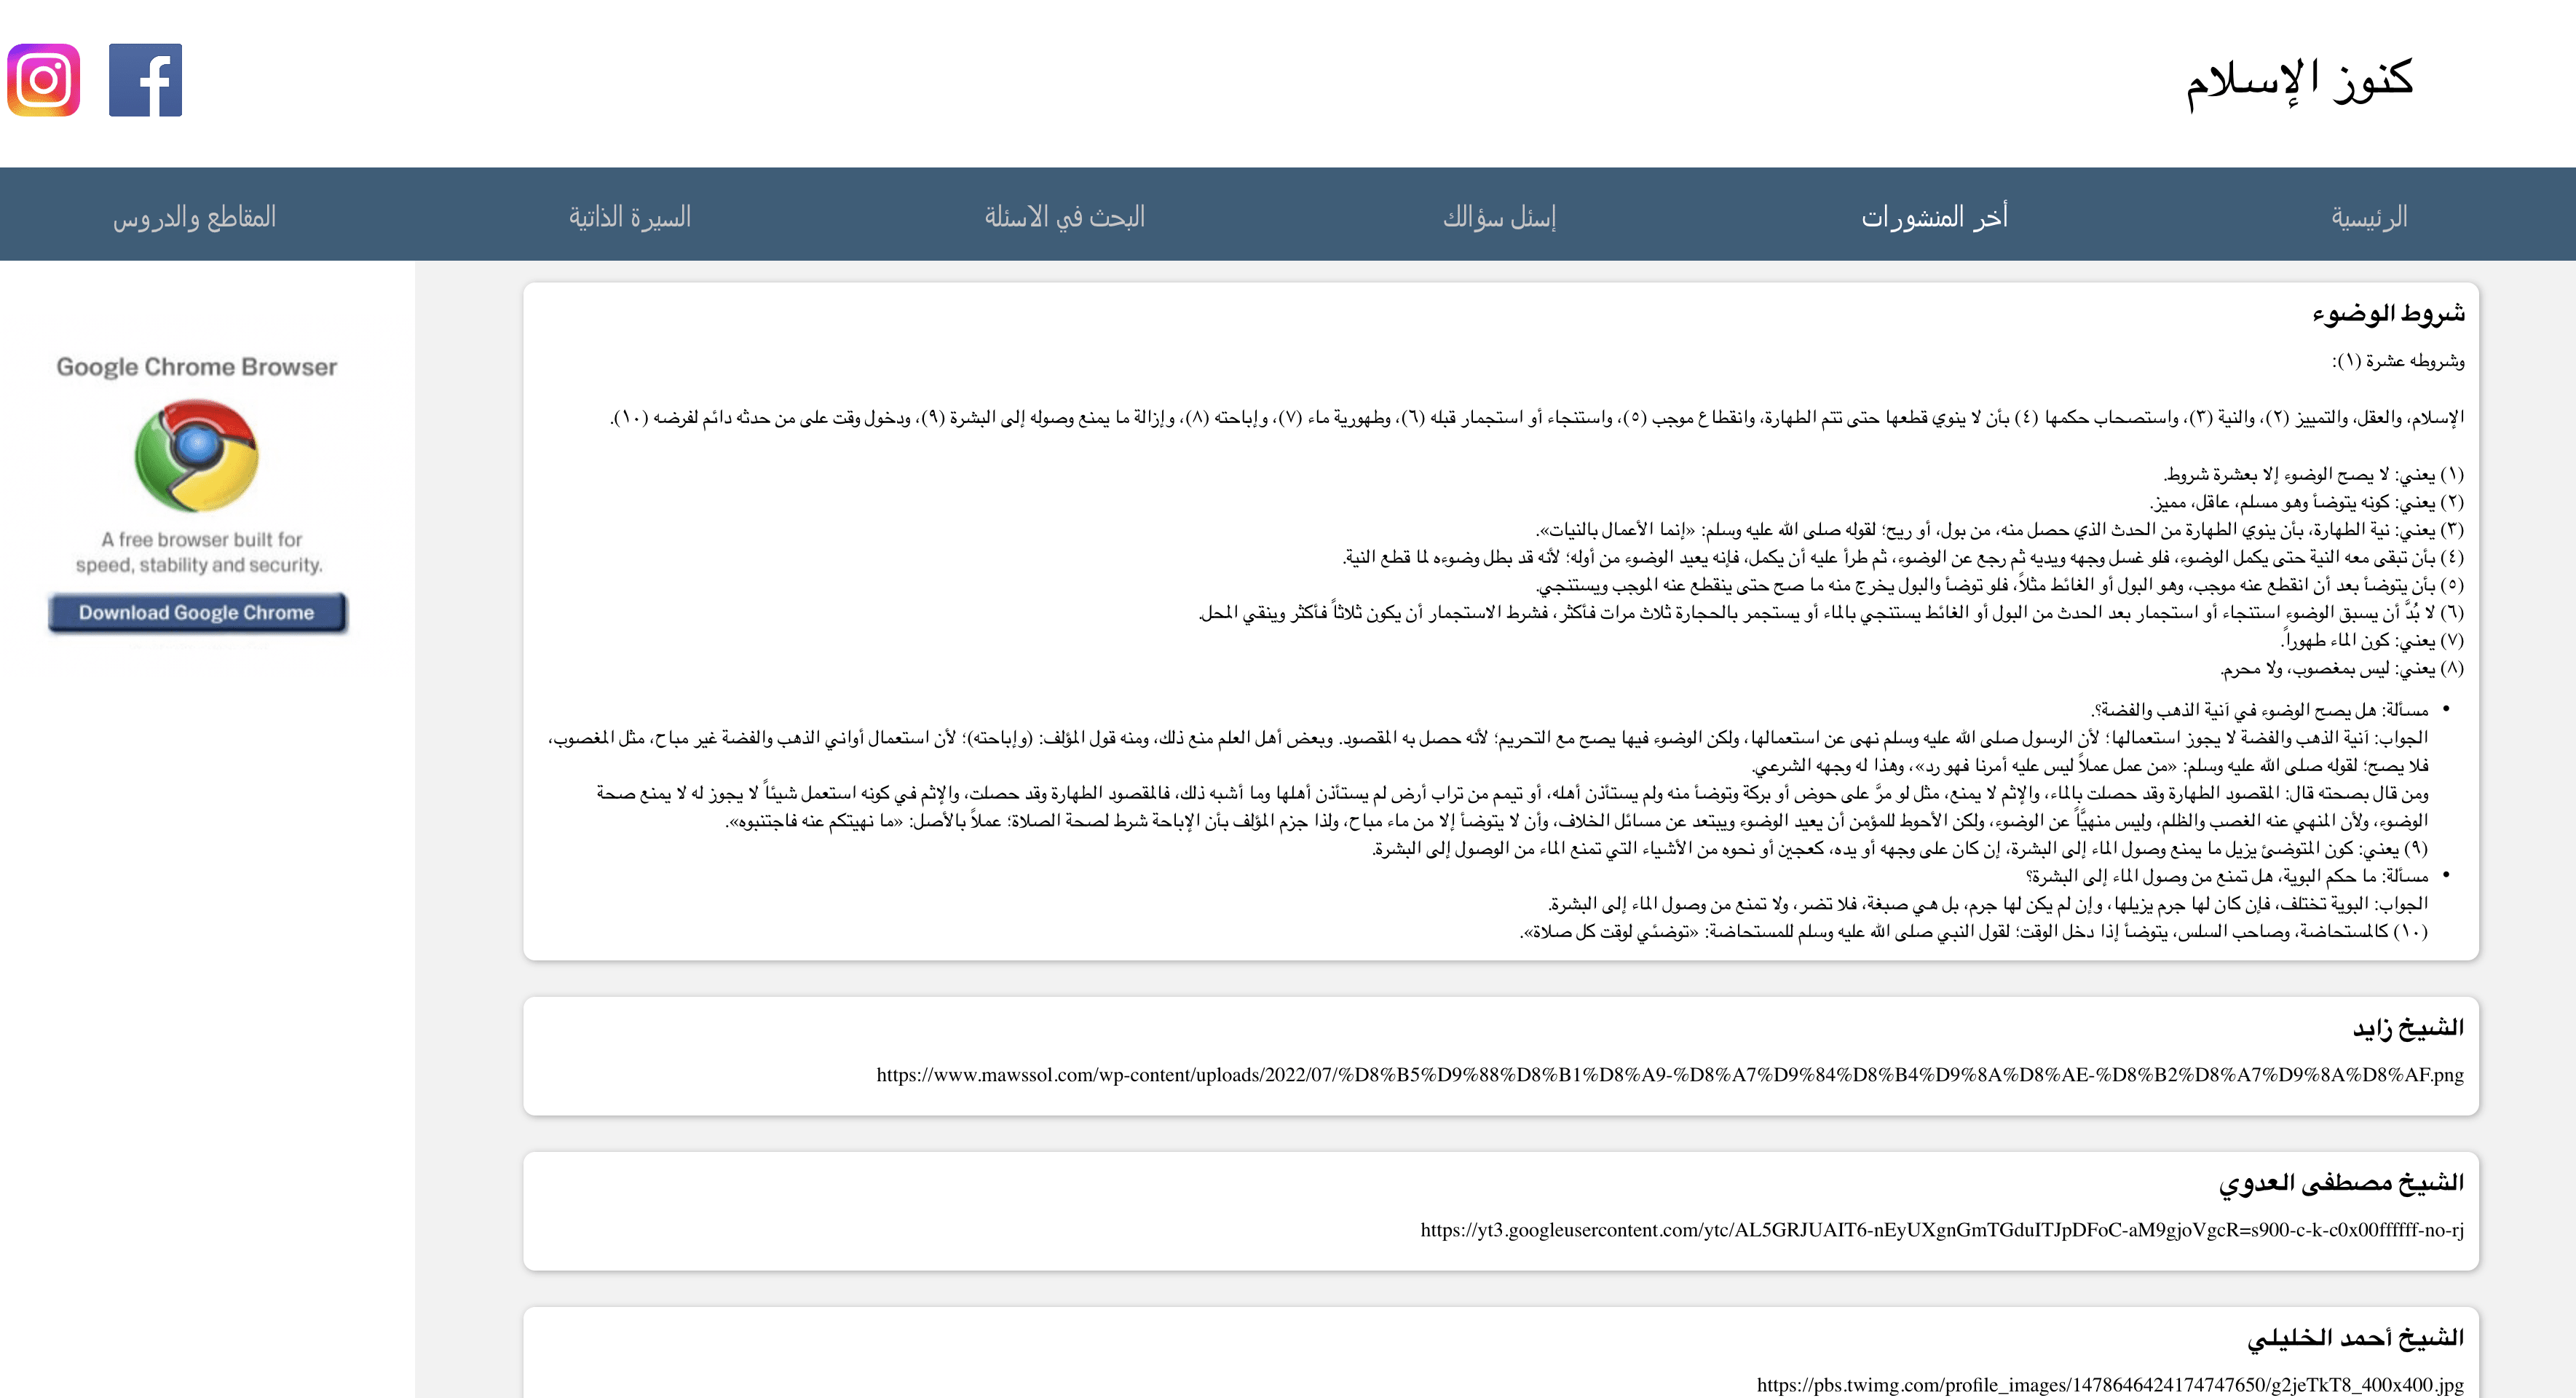 كنوز الإسلام
الرئيسية
أخر المنشورات
إسئل سؤالك
البحث في الاسئلة
السيرة الذاتية
المقاطع والدروس
شروط الوضوء
وشروطه عشرة (١):
الإسلام، والعقل، والتمييز (٢)، والنية (٣)، واستصحاب حكمها (٤) بأن لا ينوي قطعها حتى تتم الطهارة، وانقطاع موجب (٥)، واستنجاء أو استجمار قبله (٦)، وطهورية ماء (٧)، وإباحته (٨)، وإزالة ما يمنع وصوله إلى البشرة (٩)، ودخول وقت على من حدثه دائم لفرضه (١٠).
(١) يعني: لا يصح الوضوء إلا بعشرة شروط.
(٢) يعني: كونه يتوضأ وهو مسلم، عاقل، مميز.
(٣) يعني: نية الطهارة، بأن ينوي الطهارة من الحدث الذي حصل منه، من بول، أو ريح؛ لقوله صلى الله عليه وسلم: «إنما الأعمال بالنيات».
(٤) بأن تبقى معه النية حتى يكمل الوضوء، فلو غسل وجهه ويديه ثم رجع عن الوضوء، ثم طرأ عليه أن يكمل، فإنه يعيد الوضوء من أوله؛ لأنه قد بطل وضوءه لما قطع النية.
(٥) بأن يتوضأ بعد أن انقطع عنه موجب، وهو البول أو الغائط مثلاً، فلو توضأ والبول يخرج منه ما صح حتى ينقطع عنه الموجب ويستنجي.
(٦) لا بُدَّ أن يسبق الوضوء استنجاء أو استجمار بعد الحدث من البول أو الغائط يستنجي بالماء أو يستجمر بالحجارة ثلاث مرات فأكثر، فشرط الاستجمار أن يكون ثلاثاً فأكثر وينقي المحل.
(٧) يعني: كون الماء طهوراً.
(٨) يعني: ليس بمغصوب، ولا محرم.
• مسألة: هل يصح الوضوء في آنية الذهب والفضة؟.
الجواب: آنية الذهب والفضة لا يجوز استعمالها؛ لأن الرسول صلى الله عليه وسلم نهى عن استعمالها، ولكن الوضوء فيها يصح مع التحريم؛ لأنه حصل به المقصود. وبعض أهل العلم منع ذلك، ومنه قول المؤلف: (وإباحته)؛ لأن استعمال أواني الذهب والفضة غير مباح، مثل المغصوب،
فلا يصح؛ لقوله صلى الله عليه وسلم: «من عمل عملاً ليس عليه أمرنا فهو رد»، وهذا له وجهه الشرعي.
ومن قال بصحته قال: المقصود الطهارة وقد حصلت بالماء، والإثم لا يمنع، مثل لو مرَّ على حوض أو بركة وتوضأ منه ولم يستأذن أهله، أو تيمم من تراب أرض لم يستأذن أهلها وما أشبه ذلك، فالمقصود الطهارة وقد حصلت، والإثم في كونه استعمل شيئاً لا يجوز له لا يمنع صحة
الوضوء، ولأن المنهي عنه الغصب والظلم، وليس منهيًّا عن الوضوء، ولكن الأحوط للمؤمن أن يعيد الوضوء ويبتعد عن مسائل الخلاف، وأن لا يتوضأ إلا من ماء مباح، ولذا جزم المؤلف بأن الإباحة شرط لصحة الصلاة؛ عملاً بالأصل: «ما نهيتكم عنه فاجتنبوه».
(٩) يعني: كون المتوضئ يزيل ما يمنع وصول الماء إلى البشرة، إن كان على وجهه أو يده، كعجين أو نحوه من الأشياء التي تمنع الماء من الوصول إلى البشرة.
• مسألة: ما حكم البوية، هل تمنع من وصول الماء إلى البشرة؟
الجواب: البوية تختلف، فإن كان لها جرم يزيلها، وإن لم يكن لها جرم، بل هي صبغة، فلا تضر، ولا تمنع من وصول الماء إلى البشرة.
(١٠) كالمستحاضة، وصاحب السلس، يتوضأ إذا دخل الوقت؛ لقول النبي صلى الله عليه وسلم للمستحاضة: «توضئي لوقت كل صلاة».
الشيخ زايد
https://www.mawssol.com/wp-content/uploads/2022/07/%D8%B5%D9%88%D8%B1%D8%A9-%D8%A7%D9%84%D8%B4%D9%8A%D8%AE-%D8%B2%D8%A7%D9%8A%D8%AF.png
الشيخ مصطفى العدوي
https://yt3.googleusercontent.com/ytc/AL5GRJUAIT6-nEyUXgnGmTGduITJpDFoC-aM9gjoVgcR=s900-c-k-c0x00ffffff-no-rj
الشيخ أحمد الخليلي
https://pbs.twimg.com/profile_images/1478646424174747650/g2jeTkT8_400x400.jpg
Google Chrome Browser
A free browser built for
speed, stability and security.
Download Google Chrome